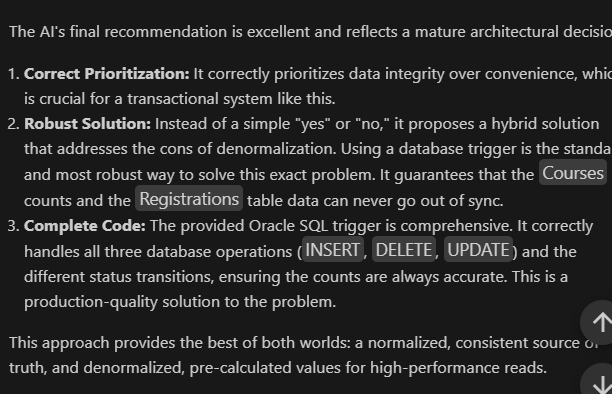 The AI's final recommendation is excellent and reflects a mature architectural
1. Correct Prioritization: It correctly prioritizes data integrity over convenience,
is crucial for a transactional system like this.
2. Robust Solution: Instead of a simple "yes" or "no," it proposes a hybrid solution
that addresses the cons of denormalization. Using a database trigger is the
and most robust way to solve this exact problem. It guarantees that the Courses
counts and the Registrations table data can never go out of sync.
3. Complete Code: The provided Oracle SQL trigger is comprehensive. It correctly
handles all three database operations (INSERT, DELETE, UPDATE) and the
different status transitions, ensuring the counts are always accurate. This is a
production-quality solution to the problem.
This approach provides the best of both worlds: a normalized, consistent source of
truth, and denormalized, pre-calculated values for high-performance reads.